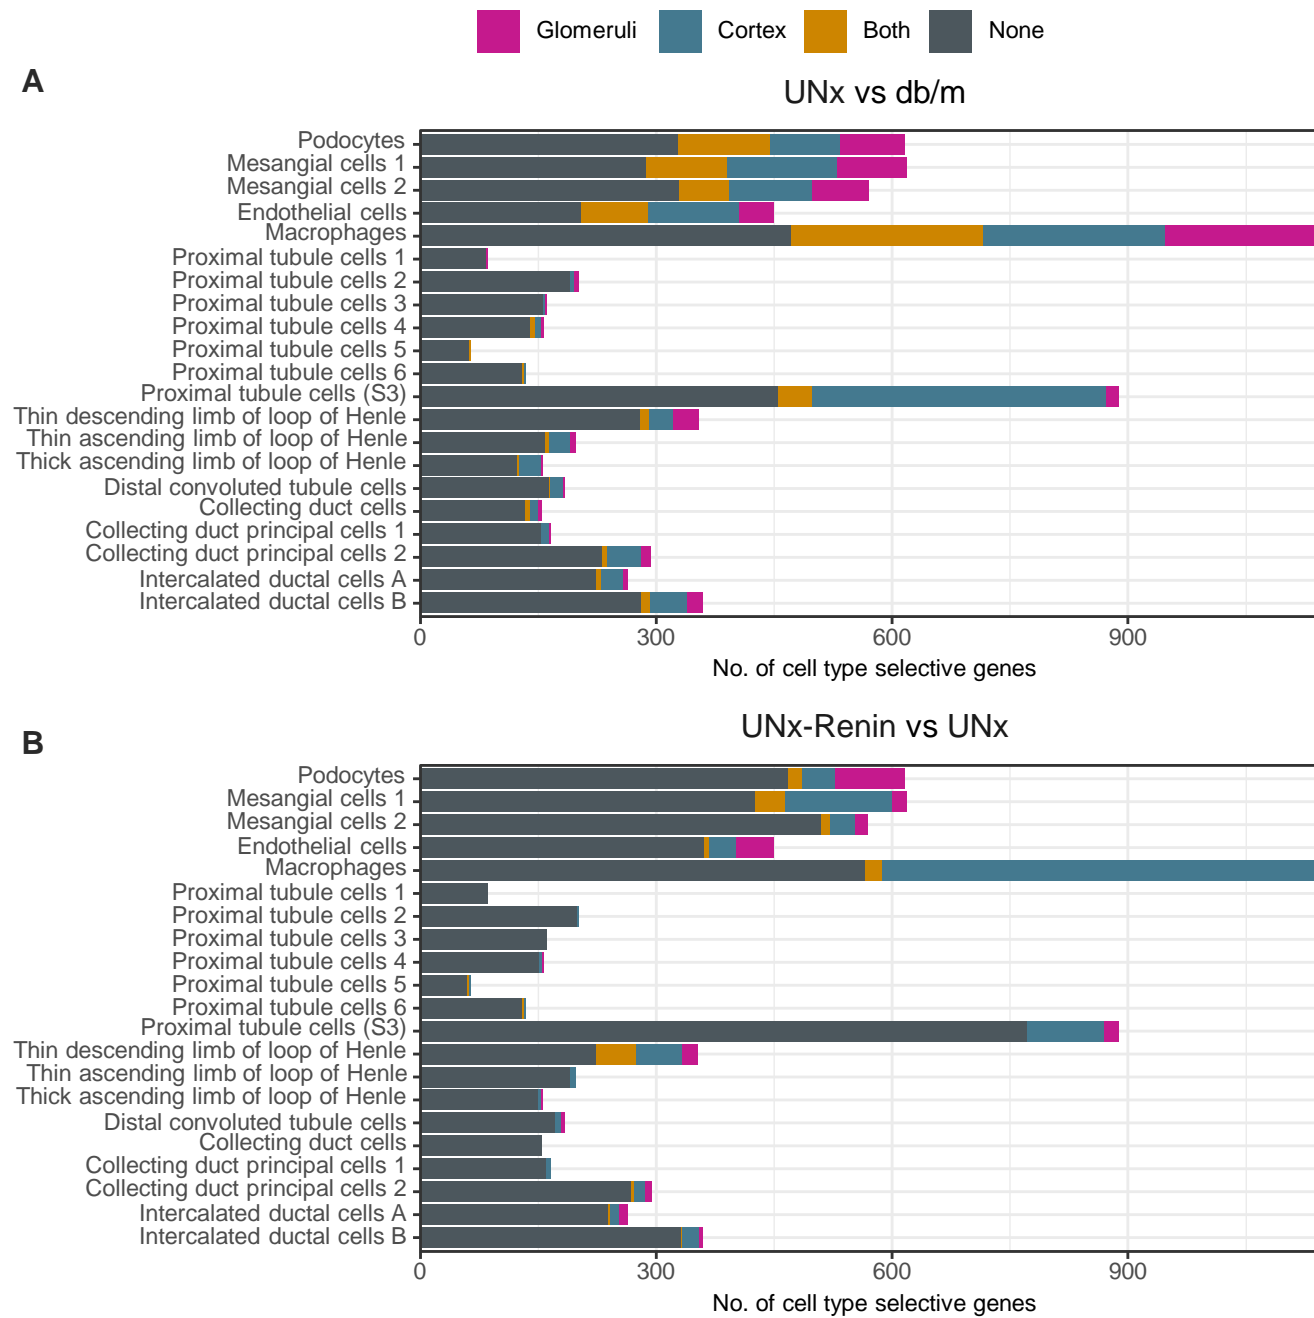 Glomeruli Cortex Both None
A
UNx vs db/m
Podocytes
Mesangial cells 1
Mesangial cells 2
Endothelial cells
Macrophages
Proximal tubule cells 1
Proximal tubule cells 2
Proximal tubule cells 3
Proximal tubule cells 4
Proximal tubule cells 5
Proximal tubule cells 6
Proximal tubule cells (S3)
Thin descending limb of loop of Henle
Thin ascending limb of loop of Henle
Thick ascending limb of loop of Henle
Distal convoluted tubule cells
Collecting duct cells
Collecting duct principal cells 1
Collecting duct principal cells 2
Intercalated ductal cells A
Intercalated ductal cells B
0 300 600 900
No. of cell type selective genes
B
UNx-Renin vs UNx
Podocytes
Mesangial cells 1
Mesangial cells 2
Endothelial cells
Macrophages
Proximal tubule cells 1
Proximal tubule cells 2
Proximal tubule cells 3
Proximal tubule cells 4
Proximal tubule cells 5
Proximal tubule cells 6
Proximal tubule cells (S3)
Thin descending limb of loop of Henle
Thin ascending limb of loop of Henle
Thick ascending limb of loop of Henle
Distal convoluted tubule cells
Collecting duct cells
Collecting duct principal cells 1
Collecting duct principal cells 2
Intercalated ductal cells A
Intercalated ductal cells B
0 300 600 900
No. of cell type selective genes